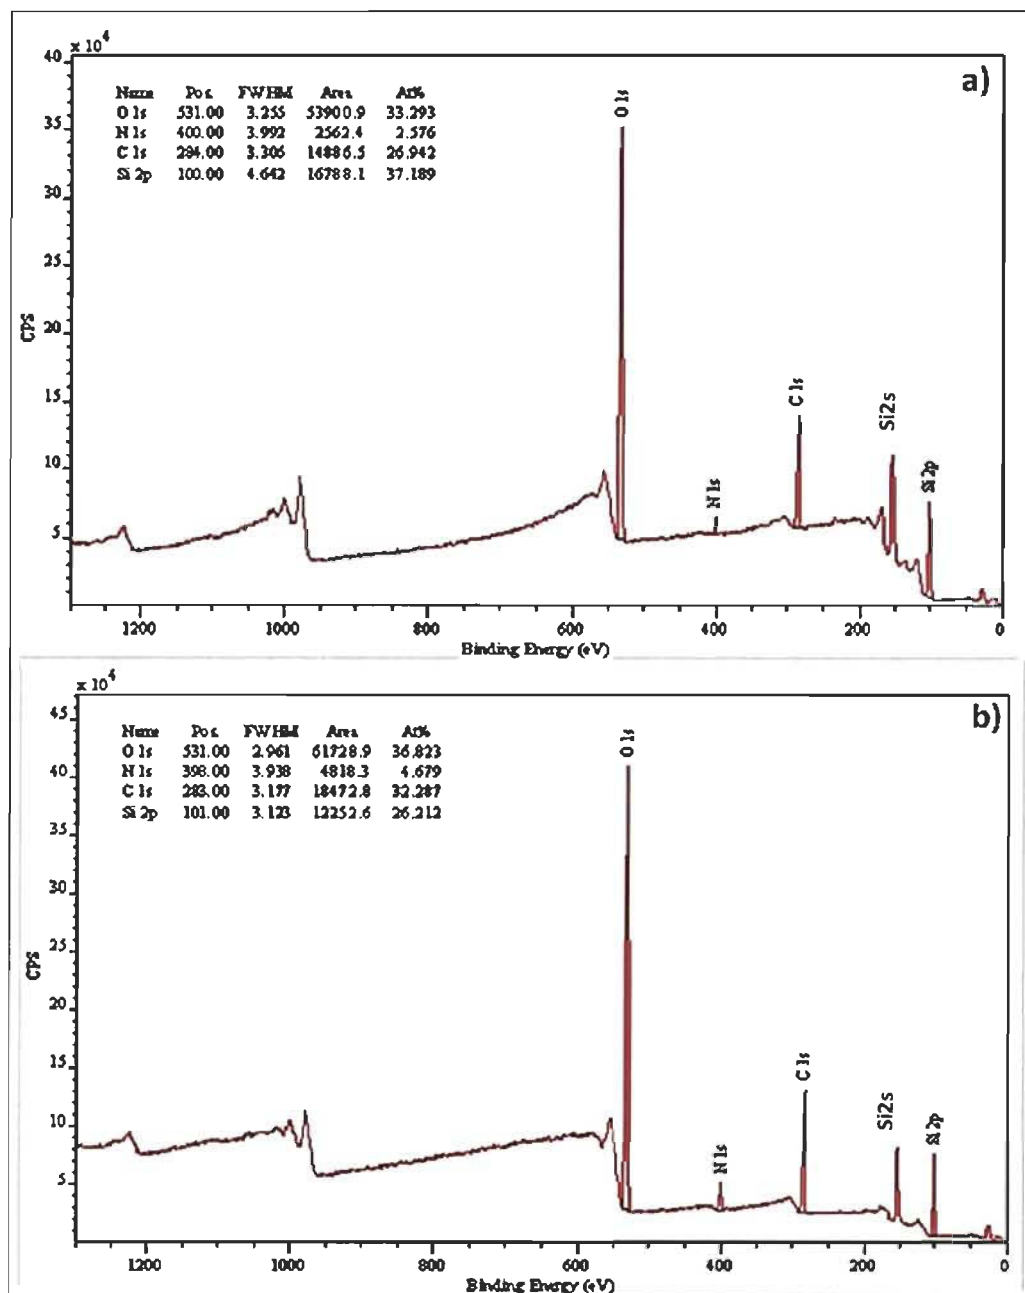 x 10⁴
a)
40
35
30
25
20
15
10
5
CPS
Name Pos. FWHM Area At%
O 1s 531.00 3.255 53900.9 33.293
N 1s 400.00 3.992 2562.4 2.576
C 1s 284.00 3.306 14886.5 26.942
Si 2p 100.00 4.642 16788.1 37.189
O 1s
N 1s
C 1s
Si2s
Si 2p
1200 1000 800 600 400 200 0
Binding Energy (eV)
x 10⁴
b)
45
40
35
30
25
20
15
10
5
CPS
Name Pos. FWHM Area At%
O 1s 531.00 2.961 61728.9 36.823
N 1s 398.00 3.938 4818.3 4.679
C 1s 283.00 3.177 18472.8 32.287
Si 2p 101.00 3.123 12252.6 26.212
O 1s
N 1s
C 1s
Si2s
Si 2p
1200 1000 800 600 400 200 0
Binding Energy (eV)